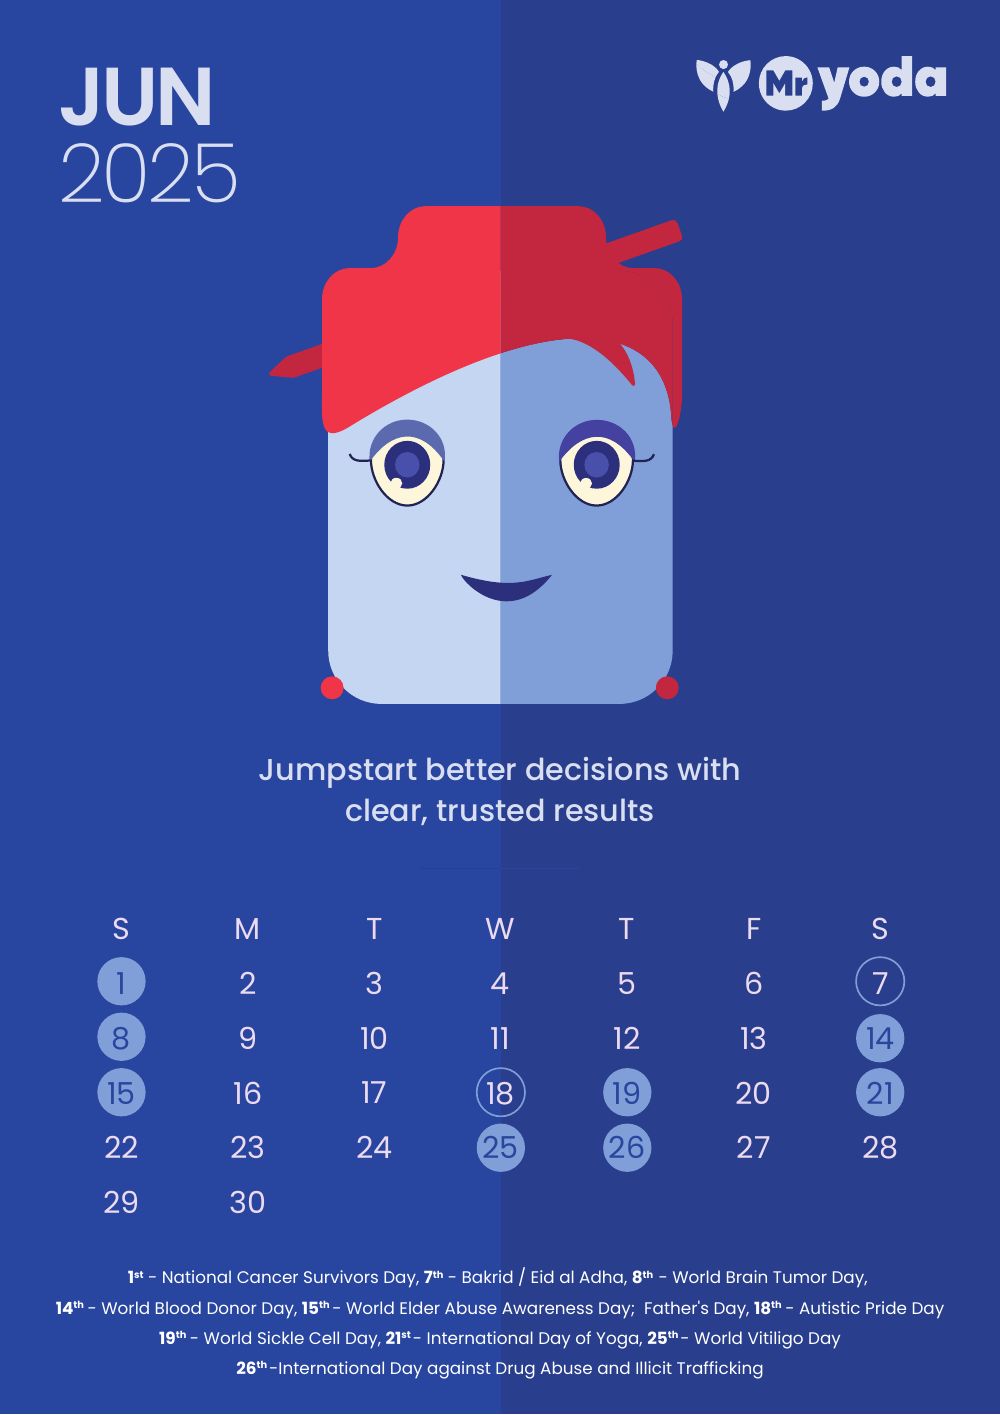 JUN
2025
Mr yoda
Jumpstart better decisions with
clear, trusted results
S M T W T F S
1 2 3 4 5 6 7
8 9 10 11 12 13 14
15 16 17 18 19 20 21
22 23 24 25 26 27 28
29 30
1st - National Cancer Survivors Day, 7th - Bakrid / Eid al Adha, 8th - World Brain Tumor Day,
14th - World Blood Donor Day, 15th - World Elder Abuse Awareness Day; Father's Day, 18th - Autistic Pride Day
19th - World Sickle Cell Day, 21st - International Day of Yoga, 25th - World Vitiligo Day
26th -International Day against Drug Abuse and Illicit Trafficking